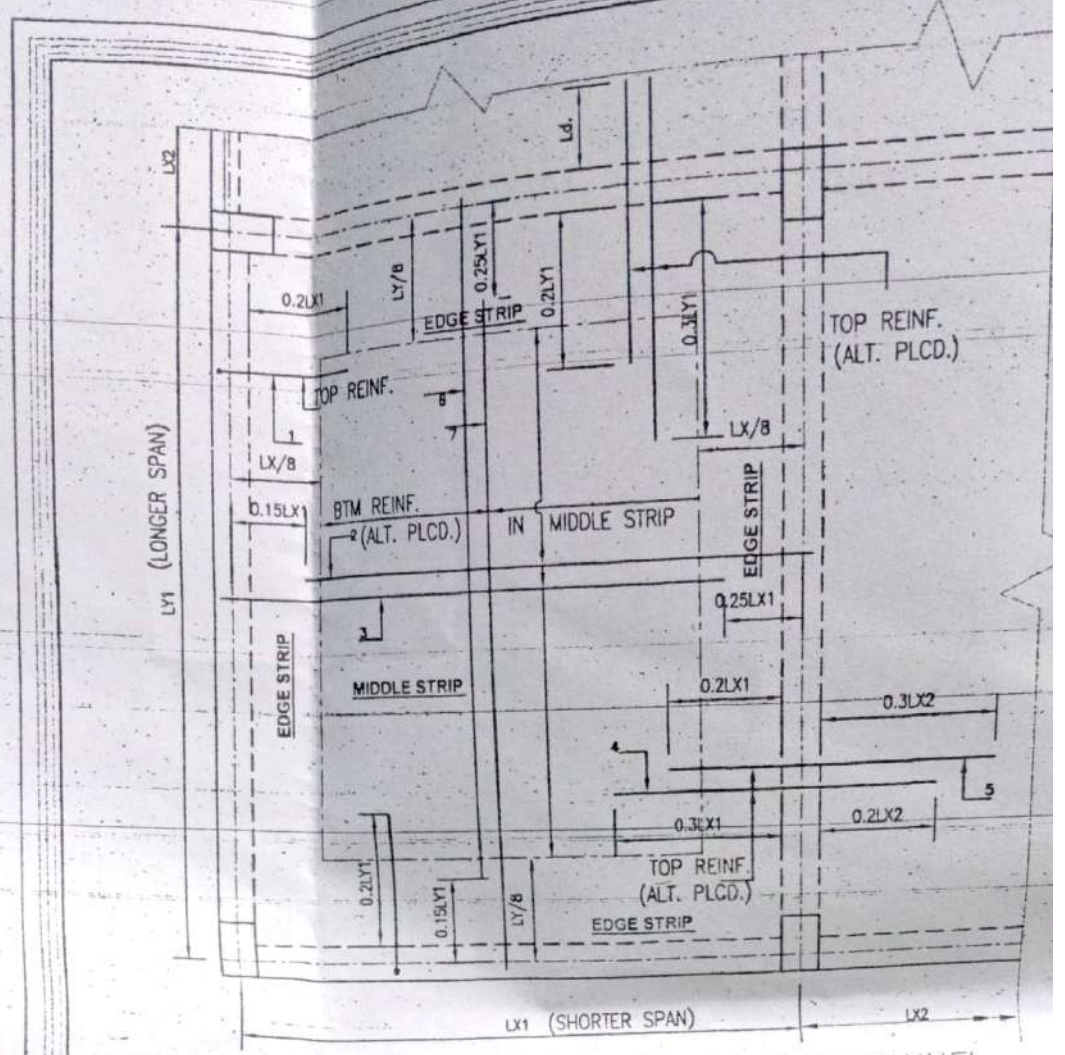 LX2
Ld.
LY/8
0.25LY1
0.2LY1
0.3LY1
0.2LX1
EDGE STRIP
TOP REINF.
(ALT. PLCD.)
TOP REINF.
6
7
1
LX/8
LX/8
LY1 (LONGER SPAN)
0.15LX1
BTM REINF.
2 (ALT. PLCD.)
IN MIDDLE STRIP
EDGE STRIP
0.25LX1
3
EDGE STRIP
MIDDLE STRIP
0.2LX1
0.3LX2
4
5
0.3LX1
0.2LX2
0.2LY1
0.15LY1
LY/8
TOP REINF.
(ALT. PLCD.)
EDGE STRIP
LX1 (SHORTER SPAN)
LX2